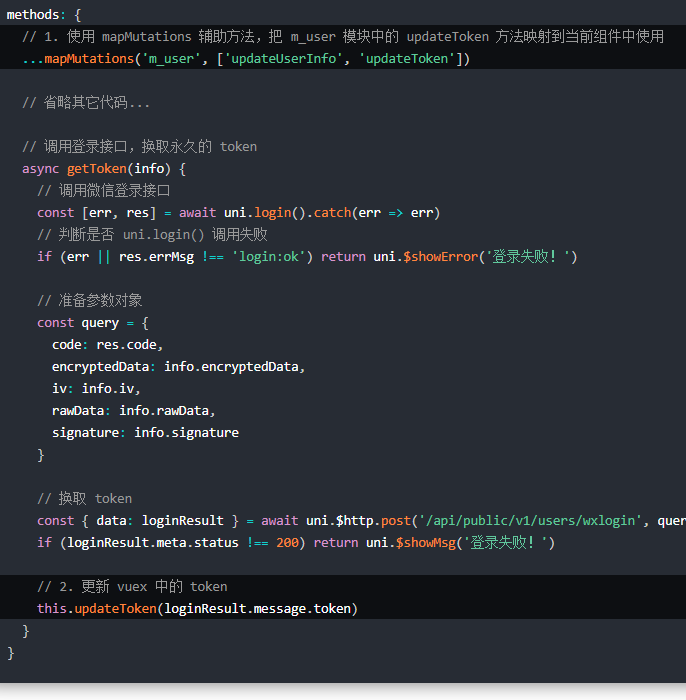 methods: {
// 1. 使用 mapMutations 辅助方法，把 m_user 模块中的 updateToken 方法映射到当前组件中使用
...mapMutations('m_user', ['updateUserInfo', 'updateToken'])
// 省略其它代码...
// 调用登录接口，换取永久的 token
async getToken(info) {
// 调用微信登录接口
const [err, res] = await uni.login().catch(err => err)
// 判断是否 uni.login() 调用失败
if (err || res.errMsg !== 'login:ok') return uni.$showError('登录失败！')
// 准备参数对象
const query = {
code: res.code,
encryptedData: info.encryptedData,
iv: info.iv,
rawData: info.rawData,
signature: info.signature
}
// 换取 token
const { data: loginResult } = await uni.$http.post('/api/public/v1/users/wxlogin', quer
if (loginResult.meta.status !== 200) return uni.$showMsg('登录失败！')
// 2. 更新 vuex 中的 token
this.updateToken(loginResult.message.token)
}
}